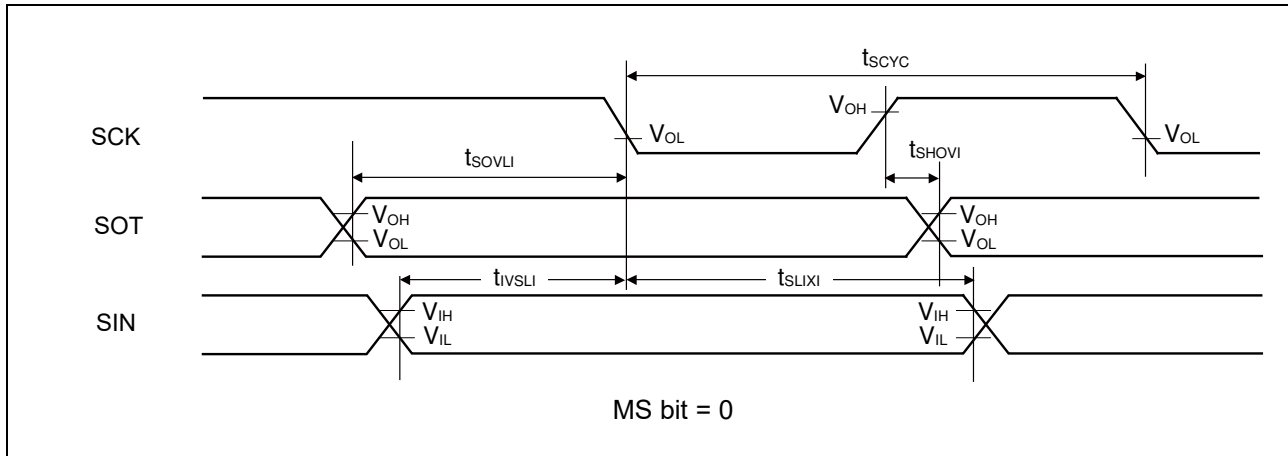 tSCYC
SCK
VOL
VOH
VOL
tSOVLI
tSHOVI
SOT
VOH
VOL
VOH
VOL
tIVSLI
tSLIXI
SIN
VIH
VIL
VIH
VIL
MS bit = 0